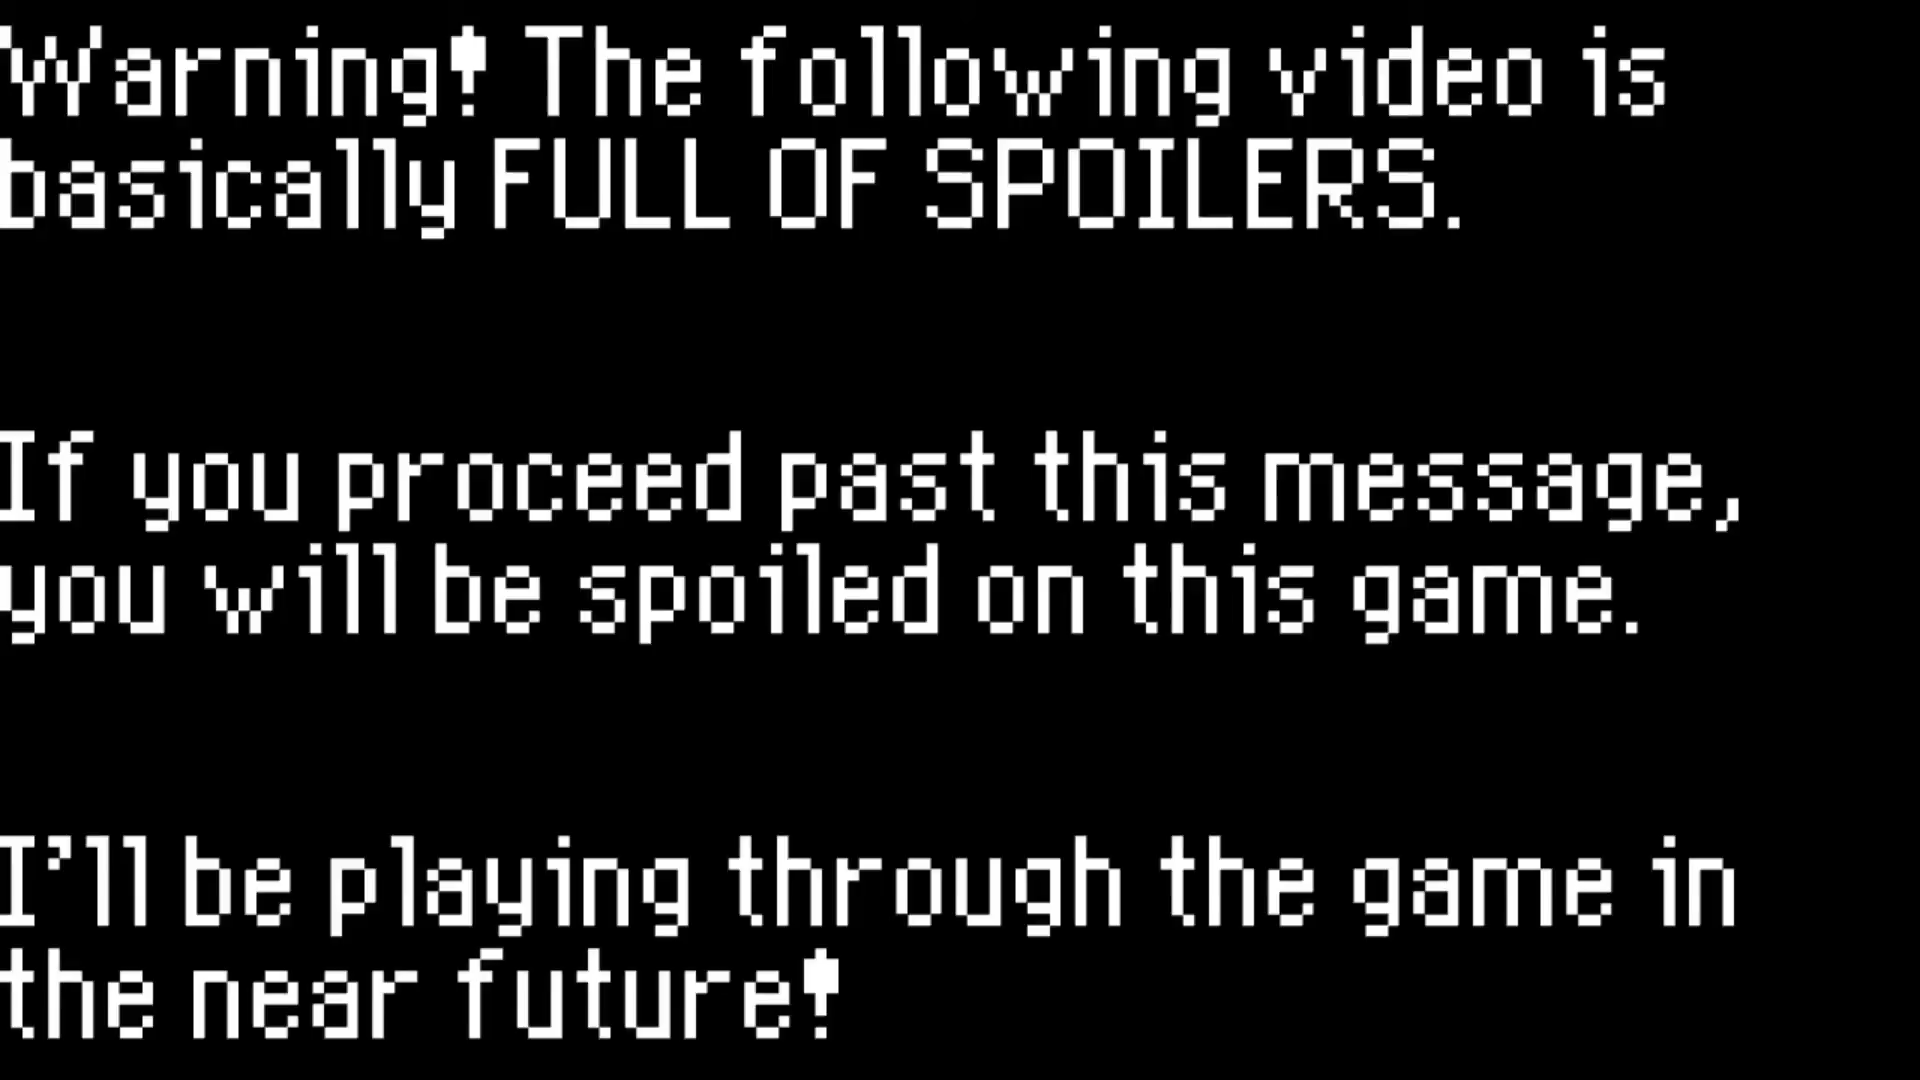 Warning! The following video is
basically FULL OF SPOILERS.
If you proceed past this message,
you will be spoiled on this game.
I'll be playing through the game in
the near future!